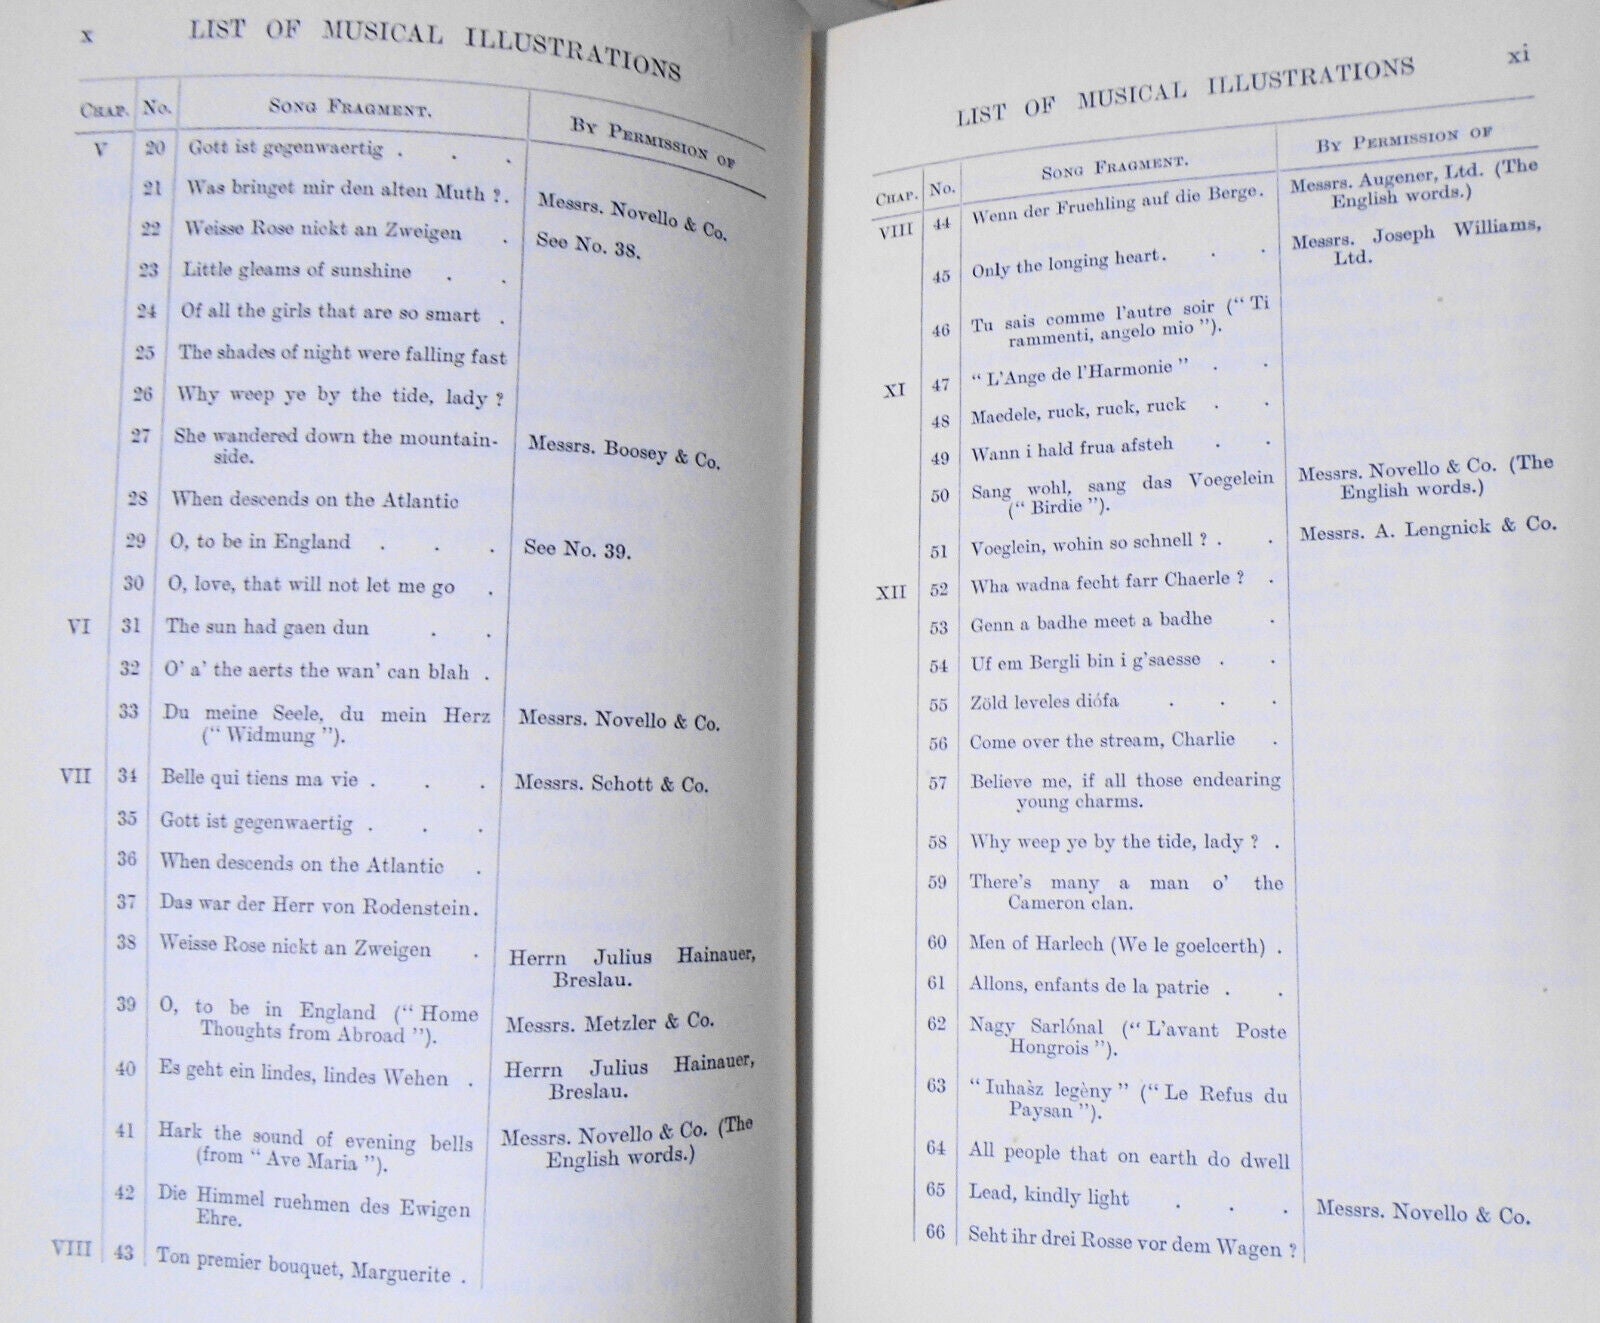 x LIST OF MUSICAL ILLUSTRATIONS
CHAP. No. SONG FRAGMENT. BY PERMISSION OF
V 20 Gott ist gegenwaertig . . .
21 Was bringet mir den alten Muth ?. Messrs. Novello & Co.
22 Weisse Rose nickt an Zweigen . See No. 38.
23 Little gleams of sunshine . .
24 Of all the girls that are so smart .
25 The shades of night were falling fast
26 Why weep ye by the tide, lady ?
27 She wandered down the mountain- Messrs. Boosey & Co.
side.
28 When descends on the Atlantic
29 O, to be in England . . . See No. 39.
30 O, love, that will not let me go .
VI 31 The sun had gaen dun . .
32 O' a' the aerts the wan' can blah .
33 Du meine Seele, du mein Herz Messrs. Novello & Co.
(“ Widmung ”).
VII 34 Belle qui tiens ma vie . . . Messrs. Schott & Co.
35 Gott ist gegenwaertig . . .
36 When descends on the Atlantic .
37 Das war der Herr von Rodenstein.
38 Weisse Rose nickt an Zweigen . Herrn Julius Hainauer,
Breslau.
39 O, to be in England (“ Home Messrs. Metzler & Co.
Thoughts from Abroad ”).
40 Es geht ein lindes, lindes Wehen . Herrn Julius Hainauer,
Breslau.
41 Hark the sound of evening bells Messrs. Novello & Co. (The
(from “ Ave Maria ”). English words.)
42 Die Himmel ruehmen des Ewigen
Ehre.
VIII 43 Ton premier bouquet, Marguerite .
LIST OF MUSICAL ILLUSTRATIONS xi
CHAP. No. SONG FRAGMENT. BY PERMISSION OF
VIII 44 Wenn der Fruehling auf die Berge. Messrs. Augener, Ltd. (The
English words.)
45 Only the longing heart. . . Messrs. Joseph Williams,
Ltd.
46 Tu sais comme l'autre soir (“ Ti
rammenti, angelo mio ”).
XI 47 “ L'Ange de l'Harmonie ” . .
48 Maedele, ruck, ruck, ruck . .
49 Wann i hald frua afsteh . .
50 Sang wohl, sang das Voegelein Messrs. Novello & Co. (The
(“ Birdie ”). English words.)
51 Voeglein, wohin so schnell ? . . Messrs. A. Lengnick & Co.
XII 52 Wha wadna fecht farr Chaerle ? .
53 Genn a badhe meet a badhe .
54 Uf em Bergli bin i g'saesse . .
55 Zöld leveles diófa . . .
56 Come over the stream, Charlie .
57 Believe me, if all those endearing
young charms.
58 Why weep ye by the tide, lady ? .
59 There's many a man o' the
Cameron clan.
60 Men of Harlech (We le goelcerth) .
61 Allons, enfants de la patrie . .
62 Nagy Sarlónal (“ L'avant Poste
Hongrois ”).
63 “ Iuhàsz legèny ” (“ Le Refus du
Paysan ”).
64 All people that on earth do dwell
65 Lead, kindly light . . . Messrs. Novello & Co.
66 Seht ihr drei Rosse vor dem Wagen ?